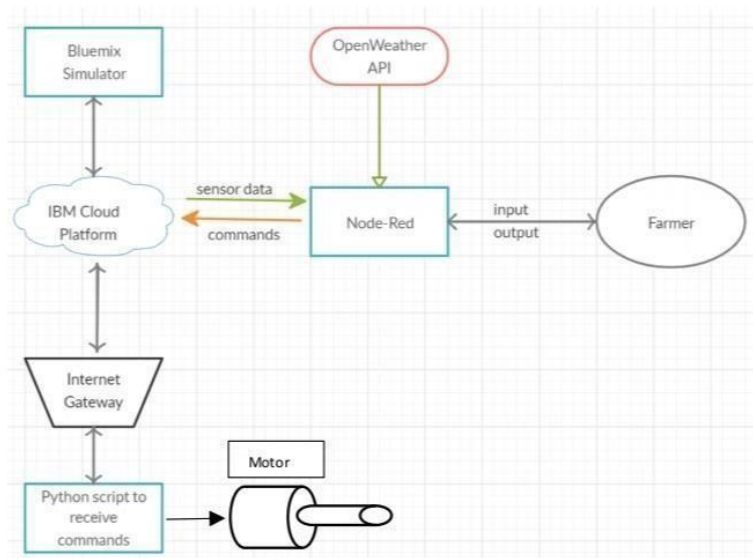 Bluemix
Simulator
OpenWeather
API
sensor data
IBM Cloud
Platform
commands
Node-Red
input
output
Farmer
Internet
Gateway
Motor
Python script to
receive
commands